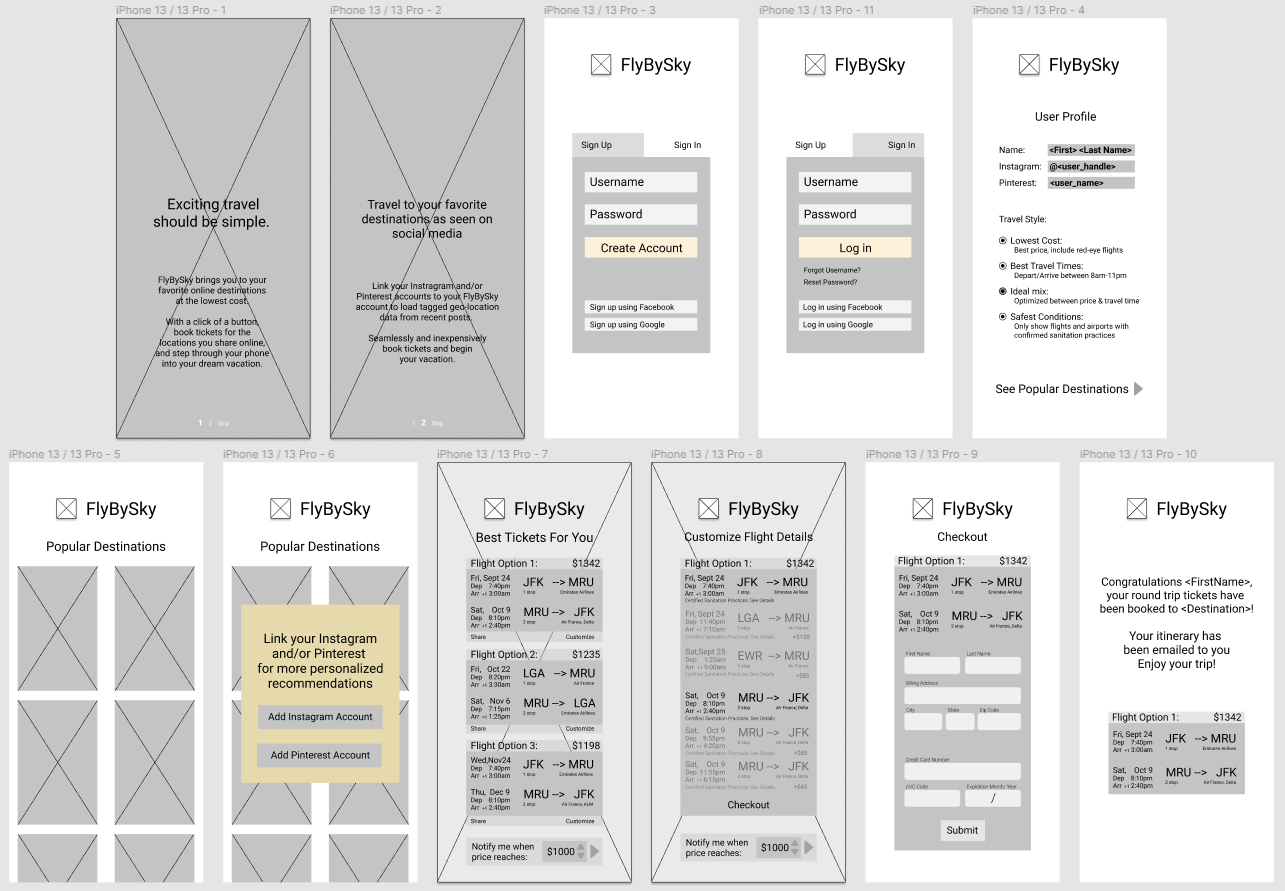 iPhone 13 / 13 Pro - 1
Exciting travel
should be simple.
FlyBySky brings you to your
favorite online destinations
at the lowest cost.
With a click of a button,
book tickets for the
locations you share online,
and step through your phone
into your dream vacation.
1 2 Skip
iPhone 13 / 13 Pro - 2
Travel to your favorite
destinations as seen on
social media
Link your Instragram and/or
Pinterest accounts to your FlyBySky
account to load tagged geo-location
data from recent posts.
Seamlessly and inexpensively
book tickets and begin
your vacation.
1 2 Skip
iPhone 13 / 13 Pro - 3
FlyBySky
Sign Up Sign In
Username
Password
Create Account
Sign up using Facebook
Sign up using Google
iPhone 13 / 13 Pro - 11
FlyBySky
Sign Up Sign In
Username
Password
Log in
Forgot Username?
Reset Password?
Log in using Facebook
Log in using Google
iPhone 13 / 13 Pro - 4
FlyBySky
User Profile
Name: <First> <Last Name>
Instagram: @<user_handle>
Pinterest: <user_name>
Travel Style:
Lowest Cost:
Best price, include red-eye flights
Best Travel Times:
Depart/Arrive between 8am-11pm
Ideal mix:
Optimized between price & travel time
Safest Conditions:
Only show flights and airports with
confirmed sanitation practices
See Popular Destinations
iPhone 13 / 13 Pro - 5
FlyBySky
Popular Destinations
iPhone 13 / 13 Pro - 6
FlyBySky
Popular Destinations
Link your Instagram
and/or Pinterest
for more personalized
recommendations
Add Instagram Account
Add Pinterest Account
iPhone 13 / 13 Pro - 7
FlyBySky
Best Tickets For You
Flight Option 1: $1342
Fri, Sept 24
Dep 7:40pm JFK --> MRU
Arr +1 3:00am 1 stop Emirates Airlines
Sat, Oct 9
Dep 8:10pm MRU --> JFK
Arr +1 2:40pm 2 stop Air France, Delta
Share Customize
Flight Option 2: $1235
Fri, Oct 22
Dep 8:20pm LGA --> MRU
Arr +1 3:30am 1 stop Air France
Sat, Nov 6
Dep 7:15pm MRU --> LGA
Arr +1 1:25pm 2 stop Emirates Airlines
Share Customize
Flight Option 3: $1198
Wed,Nov24
Dep 7:40pm JFK --> MRU
Arr +1 3:00am 1 stop Emirates Airlines
Thu, Dec 9
Dep 8:10pm MRU --> JFK
Arr +1 2:40pm 2 stop Air France, KLM
Share Customize
Notify me when
price reaches: $1000
iPhone 13 / 13 Pro - 8
FlyBySky
Customize Flight Details
Flight Option 1: $1342
Fri, Sept 24
Dep 7:40pm JFK --> MRU
Arr +1 3:00am 1 stop Emirates Airlines
Certified Sanitation Practices: See Details
Fri, Sept 24
Dep 11:40pm LGA --> MRU
Arr +1 7:10am 1 stop Air France
Certified Sanitation Practices: See Details +$120
Sat,Sept 25
Dep 1:25am EWR --> MRU
Arr +1 9:00am 1 stop Air France
Certified Sanitation Practices: See Details +$85
Sat, Oct 9
Dep 8:10pm MRU --> JFK
Arr +1 2:40pm 2 stop Air France, Delta
Certified Sanitation Practices: See Details
Sat, Oct 9
Dep 9:55pm MRU --> JFK
Arr +1 4:20pm 2 stop Air France, Delta
Certified Sanitation Practices: See Details +$85
Sat, Oct 9
Dep 11:55pm MRU --> JFK
Arr +1 6:15pm 2 stop Air France, Delta
Certified Sanitation Practices: See Details +$65
Checkout
Notify me when
price reaches: $1000
iPhone 13 / 13 Pro - 9
FlyBySky
Checkout
Flight Option 1: $1342
Fri, Sept 24
Dep 7:40pm JFK --> MRU
Arr +1 3:00am 1 stop Emirates Airlines
Sat, Oct 9
Dep 8:10pm MRU --> JFK
Arr +1 2:40pm 2 stop Air France, Delta
First Name Last Name
Billing Address
City State Zip Code
Credit Card Number
CVC Code Expiration Month/ Year
/
Submit
iPhone 13 / 13 Pro - 10
FlyBySky
Congratulations <FirstName>,
your round trip tickets have
been booked to <Destination>!
Your itinerary has
been emailed to you
Enjoy your trip!
Flight Option 1: $1342
Fri, Sept 24
Dep 7:40pm JFK --> MRU
Arr +1 3:00am 1 stop Emirates Airlines
Sat, Oct 9
Dep 8:10pm MRU --> JFK
Arr +1 2:40pm 2 stop Air France, Delta